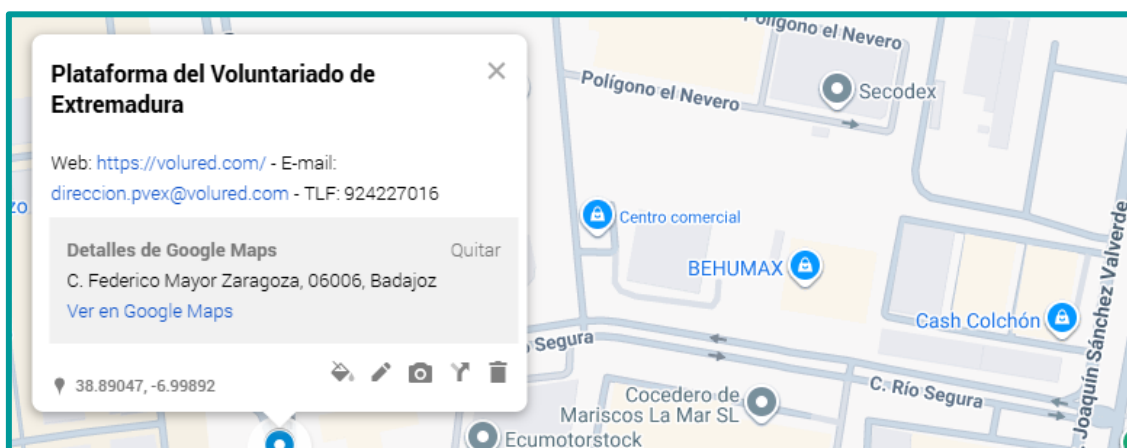 Plataforma del Voluntariado de
Extremadura
Web: https://volured.com/ - E-mail:
direccion.pvex@volured.com - TLF: 924227016
Detalles de Google Maps
Quitar
C. Federico Mayor Zaragoza, 06006, Badajoz
Ver en Google Maps
38.89047, -6.99892
Polígono el Nevero
Polígono el Nevero
Secodex
zo
Centro comercial
BEHUMAX
Cash Colchón
Joaquín Sánchez Valverde
Segura
C. Río Segura
Cocedero de
Mariscos La Mar SL
Ecumotorstock